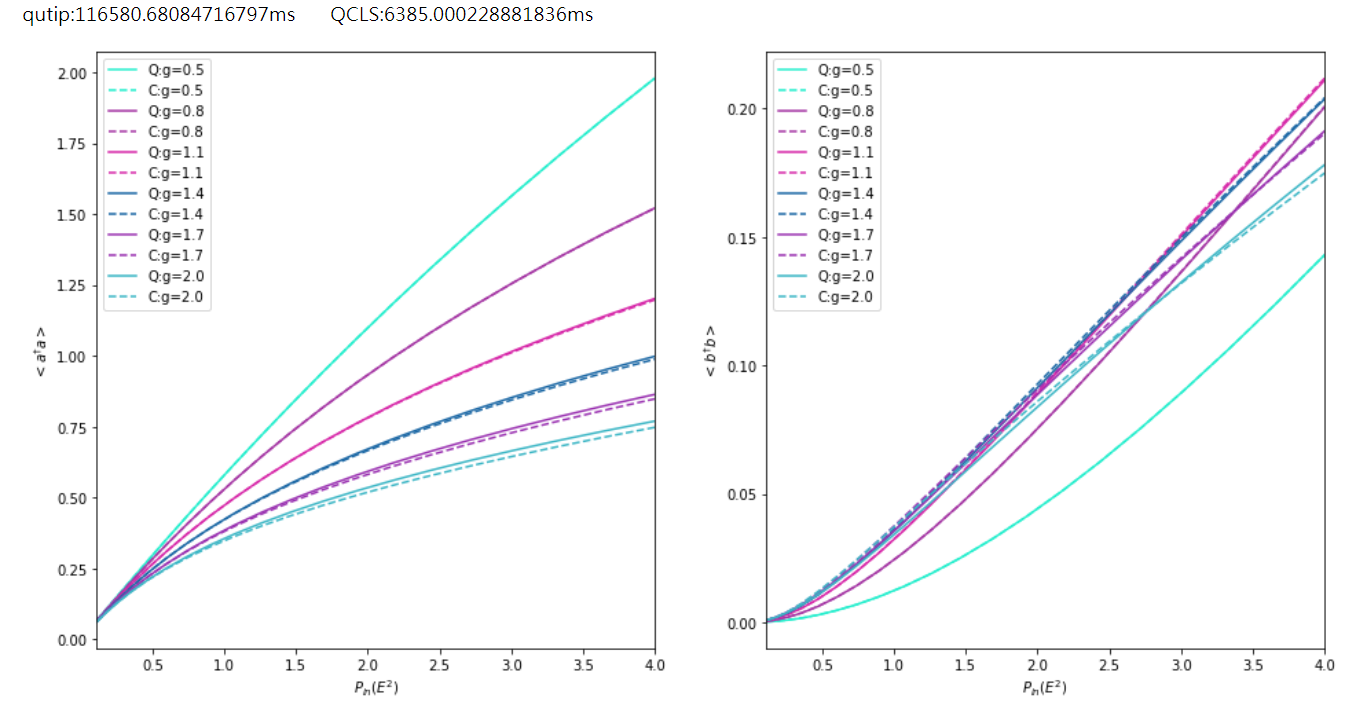 qutip:116580.68084716797ms QCLS:6385.000228881836ms
Q:g=0.5
C:g=0.5
Q:g=0.8
C:g=0.8
Q:g=1.1
C:g=1.1
Q:g=1.4
C:g=1.4
Q:g=1.7
C:g=1.7
Q:g=2.0
C:g=2.0
2.00
1.75
1.50
1.25
1.00
0.75
0.50
0.25
0.00
< a†a >
0.5 1.0 1.5 2.0 2.5 3.0 3.5 4.0
Pin(E²)
Q:g=0.5
C:g=0.5
Q:g=0.8
C:g=0.8
Q:g=1.1
C:g=1.1
Q:g=1.4
C:g=1.4
Q:g=1.7
C:g=1.7
Q:g=2.0
C:g=2.0
0.20
0.15
0.10
0.05
0.00
< b†b >
0.5 1.0 1.5 2.0 2.5 3.0 3.5 4.0
Pin(E²)